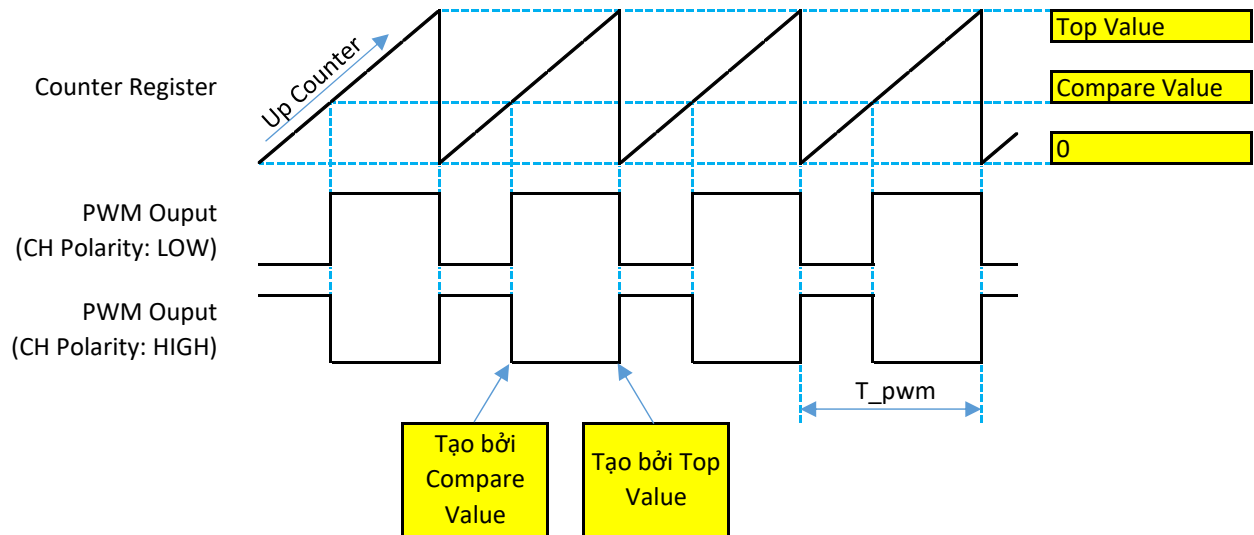 Top Value
Up Counter
Counter Register
Compare Value
0
PWM Ouput
(CH Polarity: LOW)
PWM Ouput
(CH Polarity: HIGH)
T_pwm
Tạo bởi
Compare
Value
Tạo bởi Top
Value